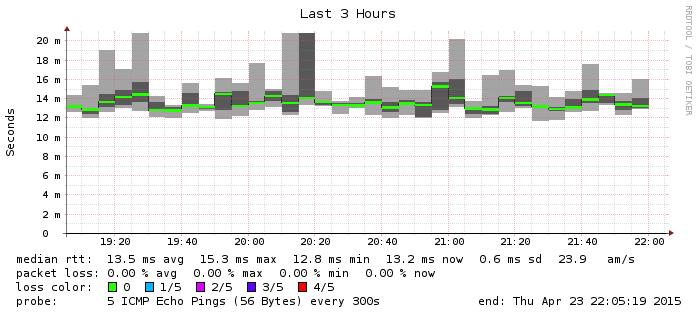 Last 3 Hours
RRDTOOL / TOBI OETIKER
Seconds
20 m
18 m
16 m
14 m
12 m
10 m
8 m
6 m
4 m
2 m
0
19:20 19:40 20:00 20:20 20:40 21:00 21:20 21:40 22:00
median rtt: 13.5 ms avg 15.3 ms max 12.8 ms min 13.2 ms now 0.6 ms sd 23.9 am/s
packet loss: 0.00 % avg 0.00 % max 0.00 % min 0.00 % now
loss color: 0 1/5 2/5 3/5 4/5
probe: 5 ICMP Echo Pings (56 Bytes) every 300s end: Thu Apr 23 22:05:19 2015